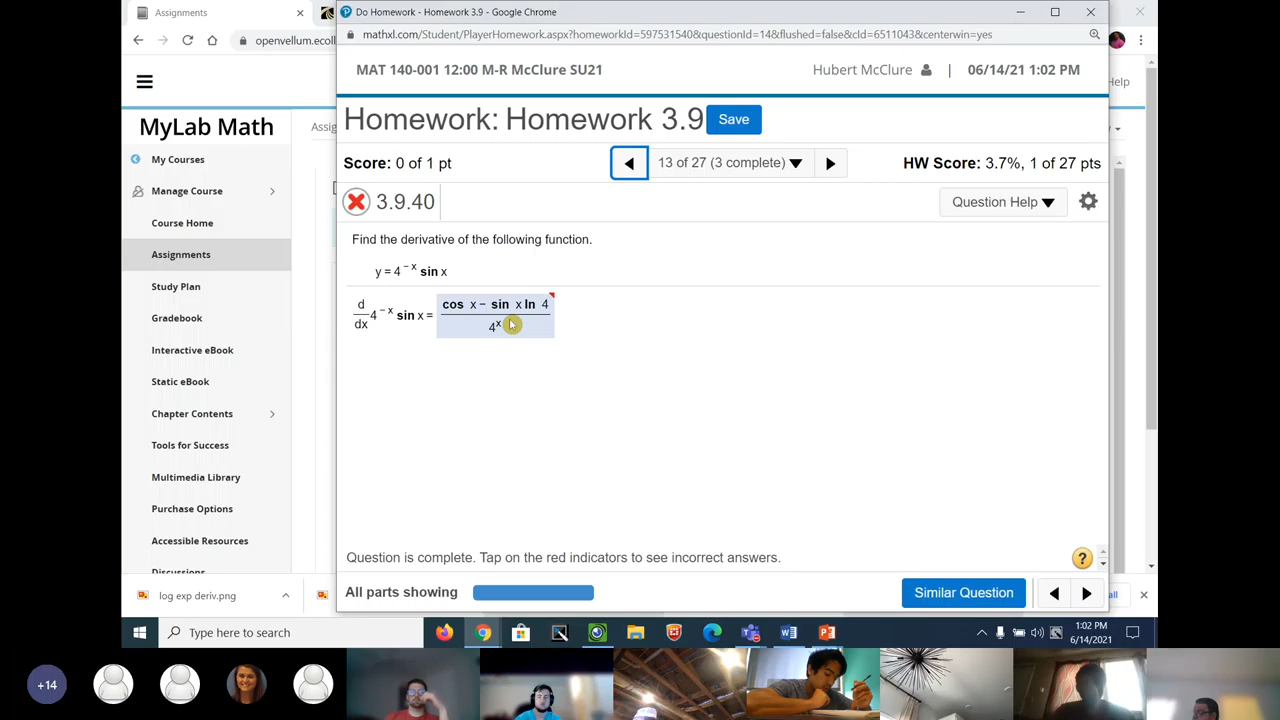 Assignments
Do Homework - Homework 3.9 - Google Chrome
mathxl.com/Student/PlayerHomework.aspx?homeworkId=597531540&questionId=14&flushed=false&cId=6511043&centerwin=yes
openvellum.ecoll
MAT 140-001 12:00 M-R McClure SU21
Hubert McClure | 06/14/21 1:02 PM
Help
MyLab Math
Assig
My Courses
Manage Course
Course Home
Assignments
Study Plan
Gradebook
Interactive eBook
Static eBook
Chapter Contents
Tools for Success
Multimedia Library
Purchase Options
Accessible Resources
Discussions
Homework: Homework 3.9 Save
Score: 0 of 1 pt
13 of 27 (3 complete)
HW Score: 3.7%, 1 of 27 pts
3.9.40
Question Help
Find the derivative of the following function.
y = 4^{-x} sin x
d/dx 4^{-x} sin x = (cos x - sin x ln 4)/4^x
Question is complete. Tap on the red indicators to see incorrect answers.
?
All parts showing
Similar Question
log exp deriv.png
all
Type here to search
1:02 PM
6/14/2021
+14